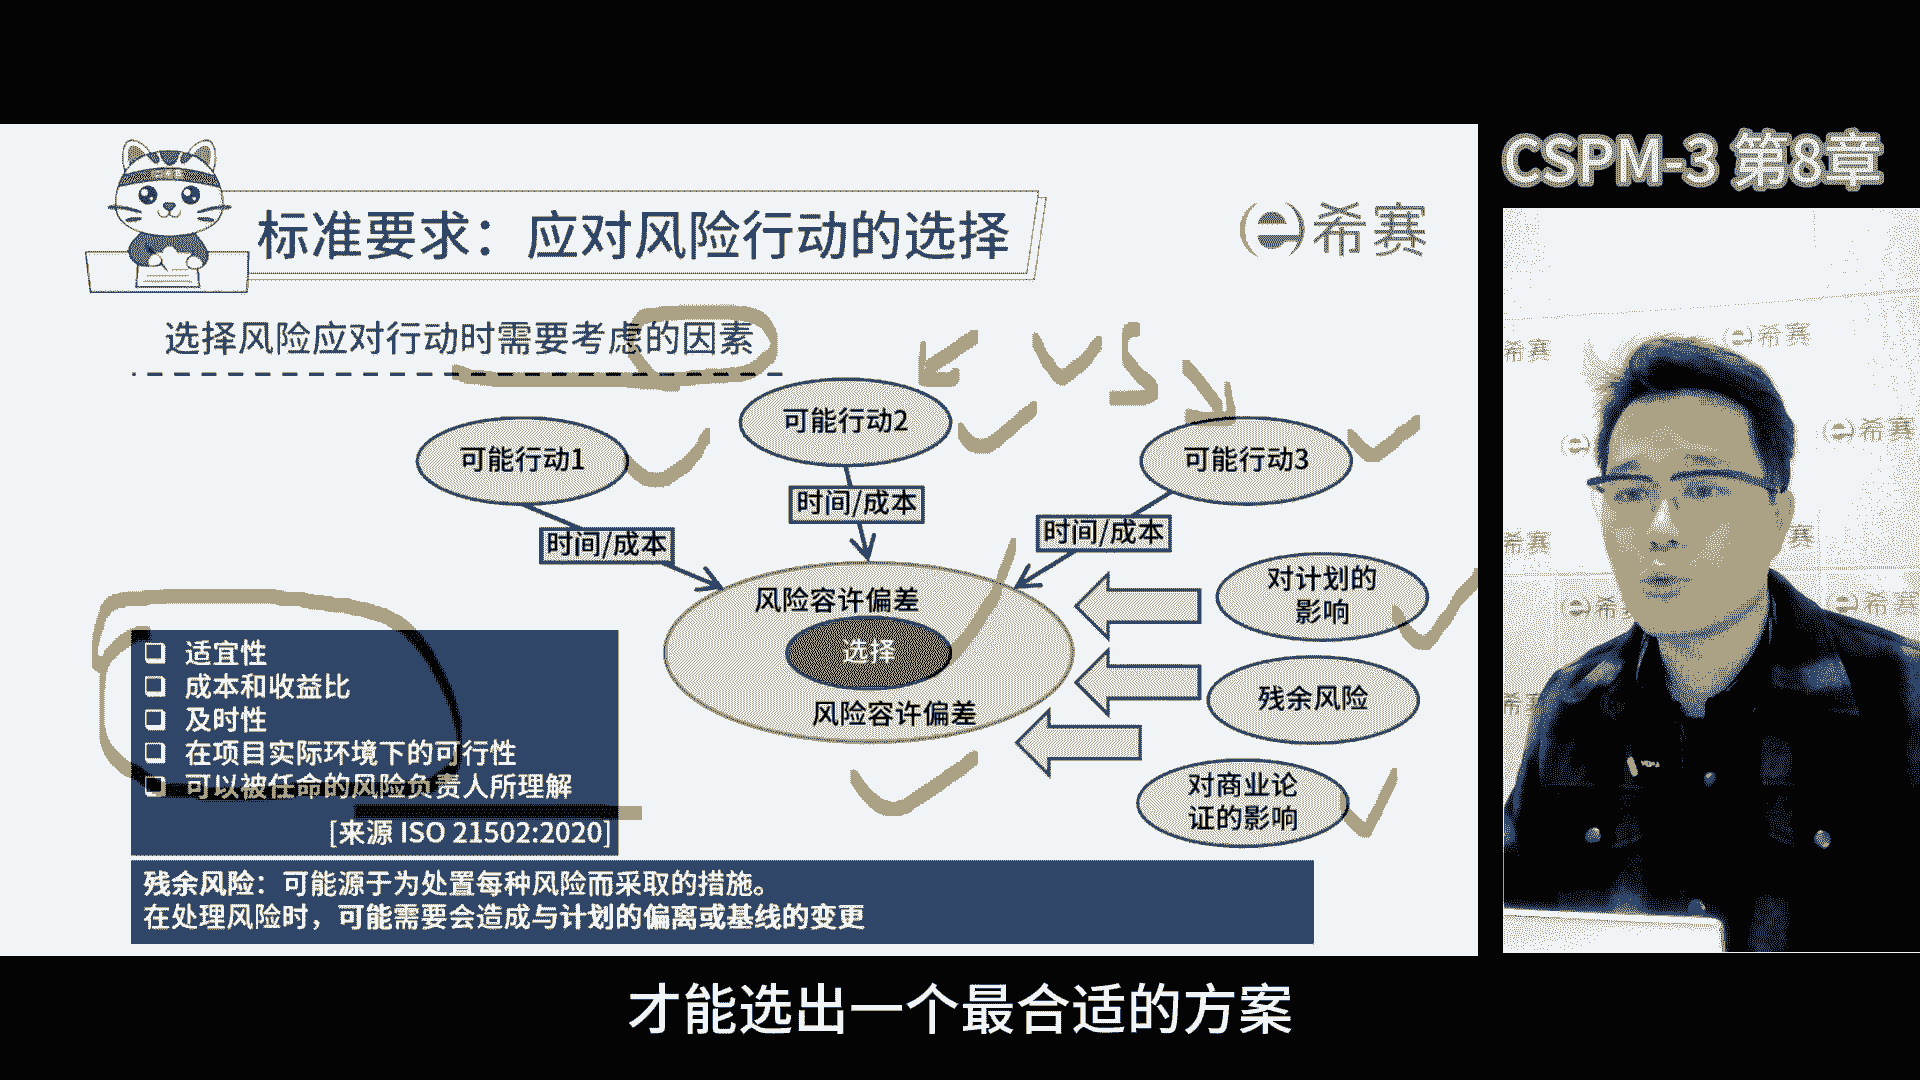 CSPM-3 第8章
标准要求：应对风险行动的选择
希赛
选择风险应对行动时需要考虑的因素
VS
可能行动1
可能行动2
可能行动3
时间/成本
时间/成本
时间/成本
风险容许偏差
选择
风险容许偏差
对计划的
影响
残余风险
对商业论
证的影响
适宜性
成本和收益比
及时性
在项目实际环境下的可行性
可以被任命的风险负责人所理解
[来源 ISO 21502:2020]
残余风险：可能源于为处置每种风险而采取的措施。
在处理风险时，可能需要会造成与计划的偏离或基线的变更
希赛
希赛
希赛
希赛
希赛
才能选出一个最合适的方案